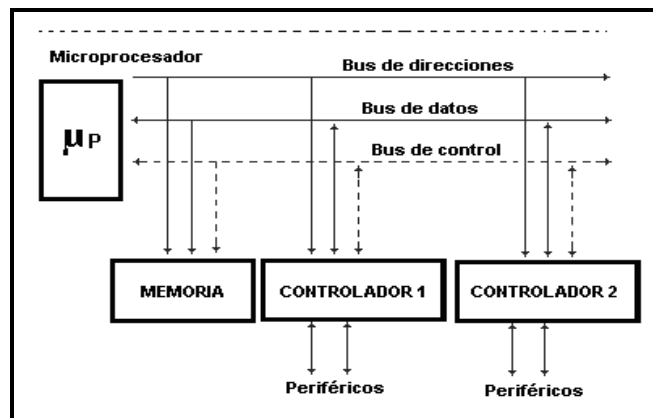 Microprocesador
Bus de direcciones
µP
Bus de datos
Bus de control
MEMORIA
CONTROLADOR 1
CONTROLADOR 2
Periféricos
Periféricos